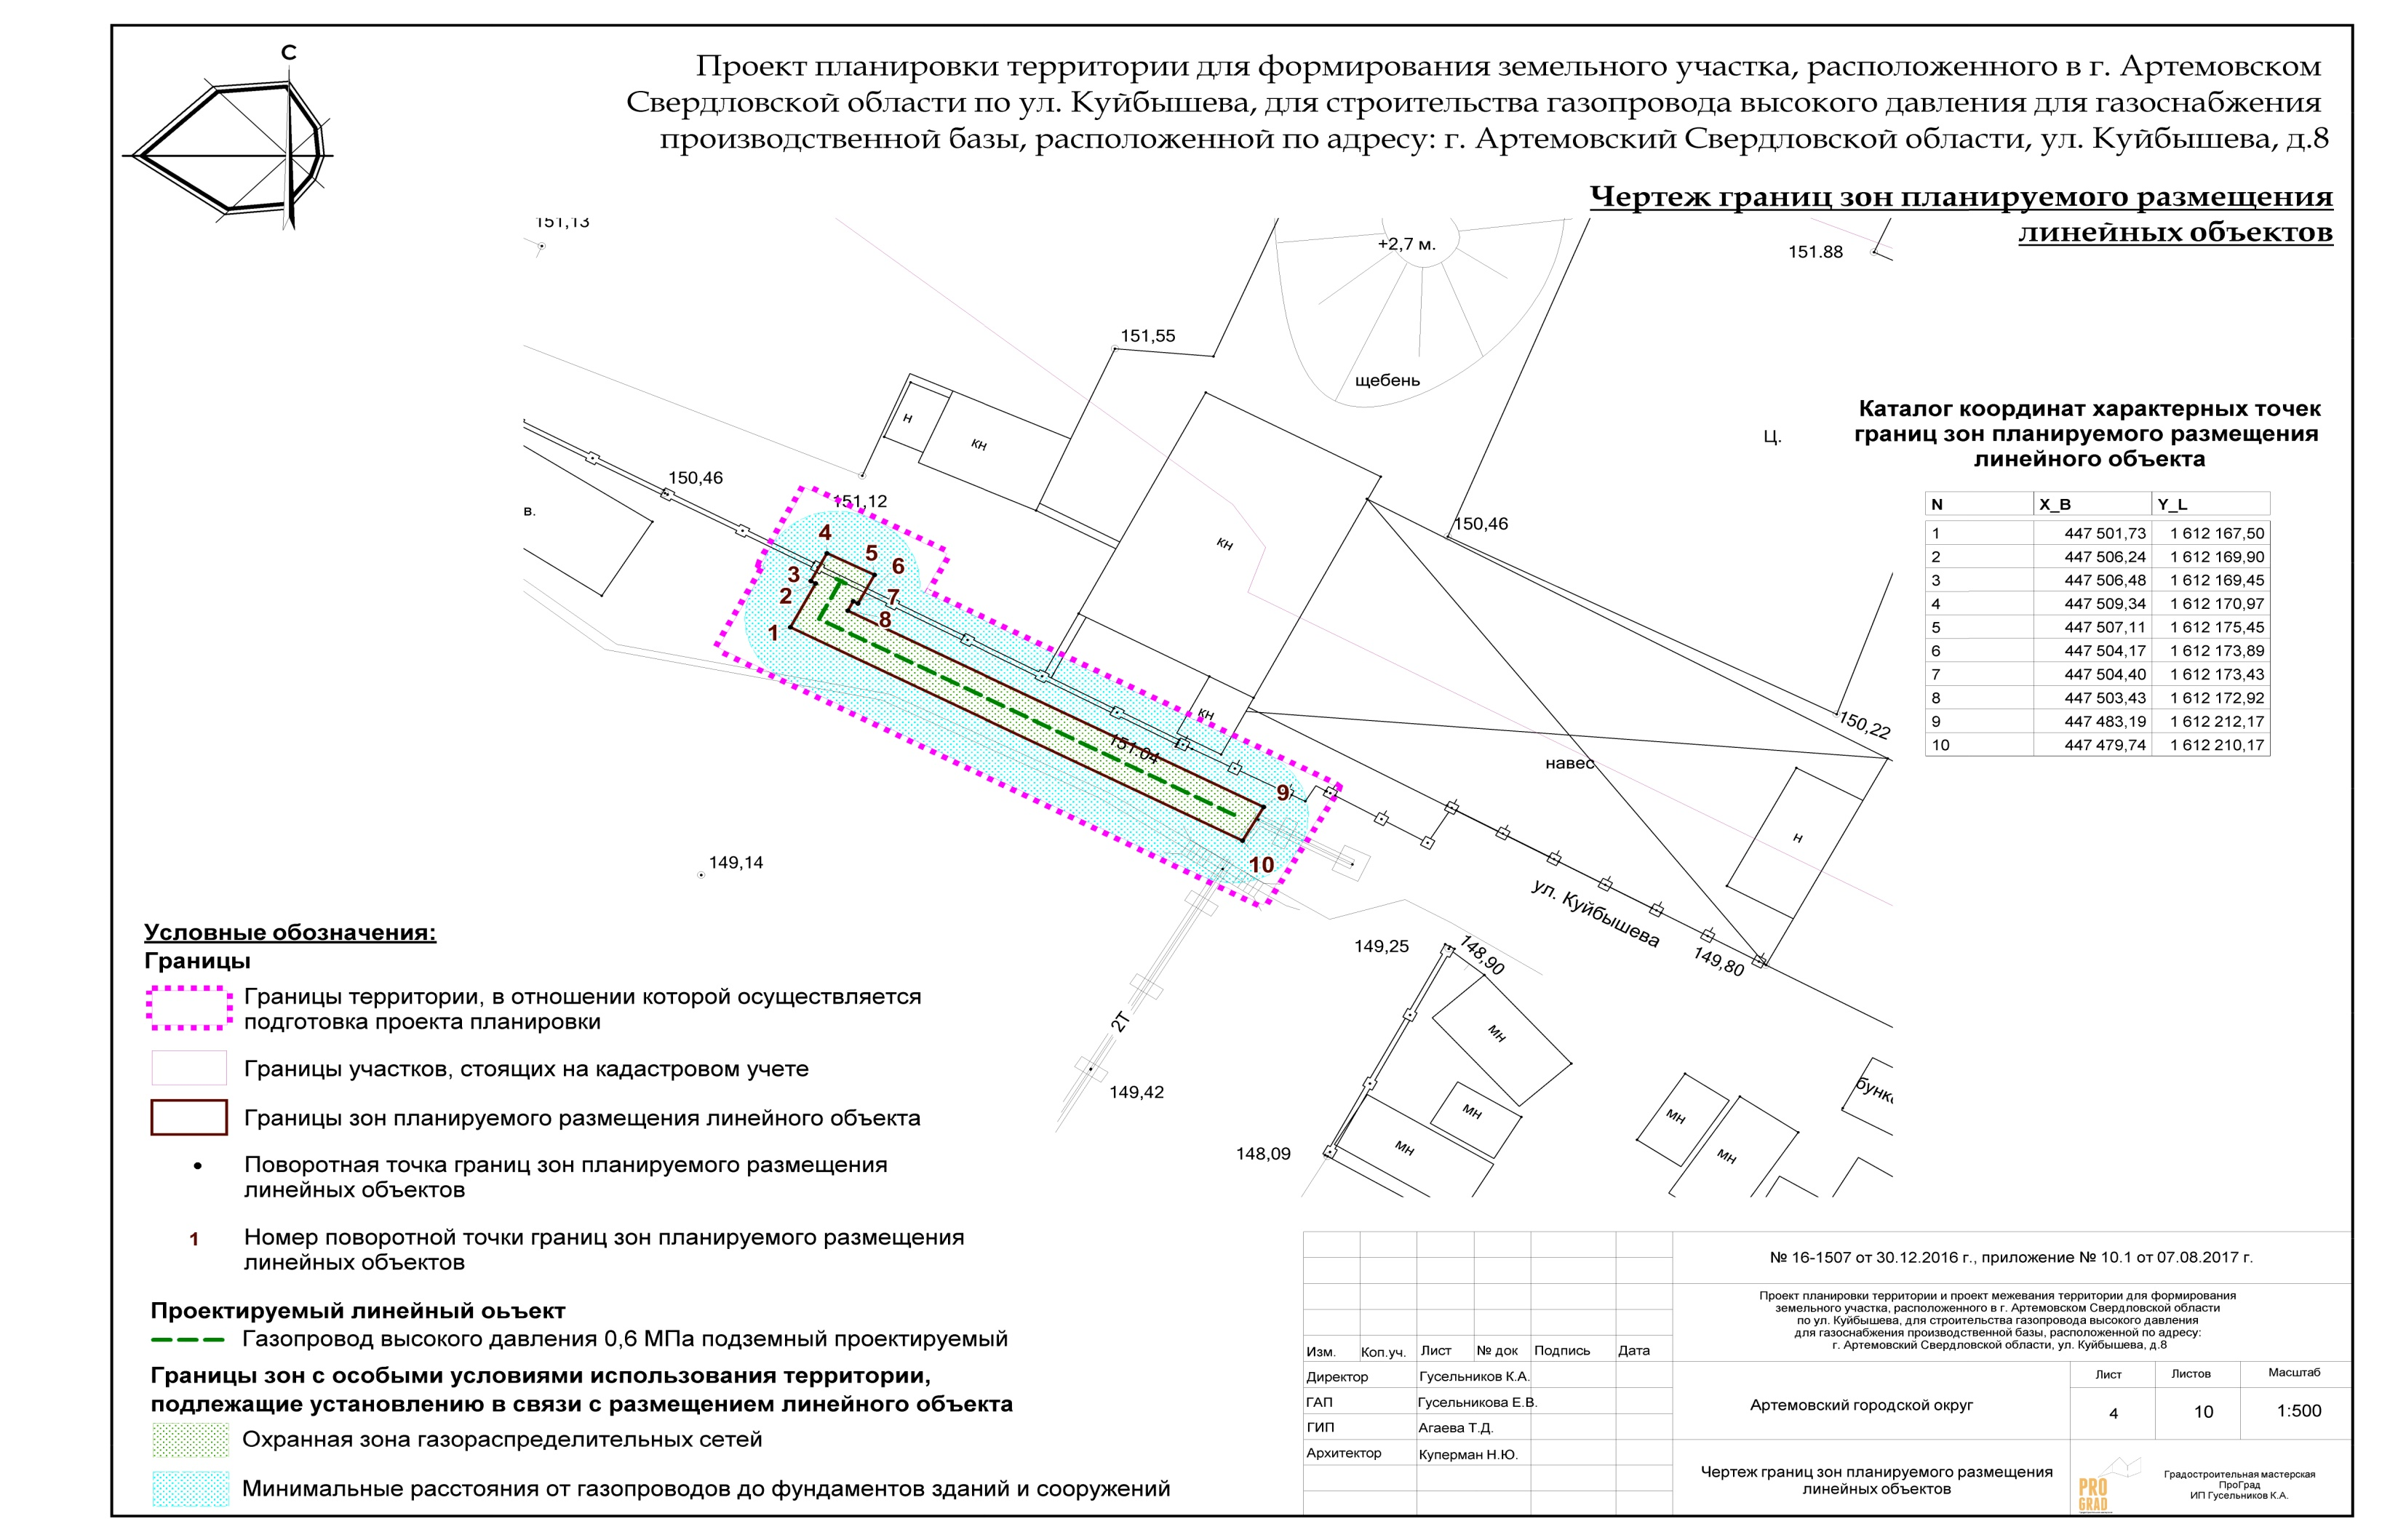 С
Проект планировки территории для формирования земельного участка, расположенного в г. Артемовском
Свердловской области по ул. Куйбышева, для строительства газопровода высокого давления для газоснабжения
производственной базы, расположенной по адресу: г. Артемовский Свердловской области, ул. Куйбышева, д.8
Чертеж границ зон планируемого размещения
линейных объектов
151,13
+2,7 м.
151.88
151,55
щебень
н
кн
Ц.
150,46
151,12
в.
кн
150,46
4
5
6
3
2
7
8
1
кн
151.04
150,22
навес
9
н
10
149,14
ул. Куйбышева
149,25
148,90
149,80
2Т
мн
149,42
мн
мн
мн
мн
148,09
бунке
Каталог координат характерных точек
границ зон планируемого размещения
линейного объекта
N X_B Y_L
1 447 501,73 1 612 167,50
2 447 506,24 1 612 169,90
3 447 506,48 1 612 169,45
4 447 509,34 1 612 170,97
5 447 507,11 1 612 175,45
6 447 504,17 1 612 173,89
7 447 504,40 1 612 173,43
8 447 503,43 1 612 172,92
9 447 483,19 1 612 212,17
10 447 479,74 1 612 210,17
Условные обозначения:
Границы
Границы территории, в отношении которой осуществляется
подготовка проекта планировки
Границы участков, стоящих на кадастровом учете
Границы зон планируемого размещения линейного объекта
Поворотная точка границ зон планируемого размещения
линейных объектов
1 Номер поворотной точки границ зон планируемого размещения
линейных объектов
Проектируемый линейный оьъект
Газопровод высокого давления 0,6 МПа подземный проектируемый
Границы зон с особыми условиями использования территории,
подлежащие установлению в связи с размещением линейного объекта
Охранная зона газораспределительных сетей
Минимальные расстояния от газопроводов до фундаментов зданий и сооружений
№ 16-1507 от 30.12.2016 г., приложение № 10.1 от 07.08.2017 г.
Проект планировки территории и проект межевания территории для формирования
земельного участка, расположенного в г. Артемовском Свердловской области
по ул. Куйбышева, для строительства газопровода высокого давления
для газоснабжения производственной базы, расположенной по адресу:
г. Артемовский Свердловской области, ул. Куйбышева, д.8
Изм. Коп.уч. Лист № док Подпись Дата
Директор Гусельников К.А.
ГАП Гусельникова Е.В.
ГИП Агаева Т.Д.
Архитектор Куперман Н.Ю.
Артемовский городской округ
Лист Листов Масштаб
4 10 1:500
Чертеж границ зон планируемого размещения
линейных объектов
PRO
GRAD
Градостроительная мастерская
ПроГрад
ИП Гусельников К.А.